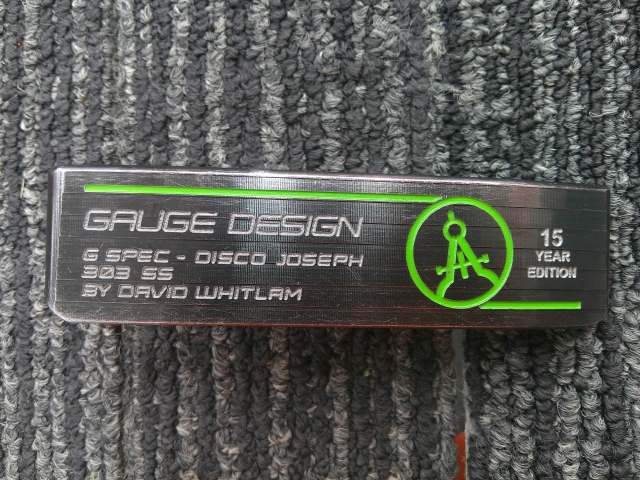 GAUGE DESIGN
G SPEC - DISCO JOSEPH
303 SS
BY DAVID WHITLAM
15
YEAR
EDITION